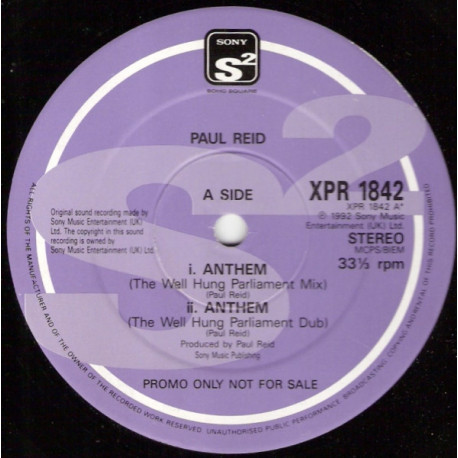 SONY
S²
SONO SQUARE
PAUL REID
A SIDE
XPR 1842
XPR 1842 A*
℗ 1992 Sony Music
Entertainment (UK) Ltd.
STEREO
MCPS/BIEM
33⅓ rpm
Original sound recording made by
Sony Music Entertainment (UK)
Ltd. The copyright in this sound
recording is owned by
Sony Music Entertainment (UK) Ltd.
i. ANTHEM
(The Well Hung Parliament Mix)
(Paul Reid)
ii. ANTHEM
(The Well Hung Parliament Dub)
(Paul Reid)
Produced by Paul Reid
Sony Music Publishing
PROMO ONLY NOT FOR SALE
ALL RIGHTS OF THE MANUFACTURER AND OF THE OWNER OF THE RECORDED WORK RESERVED. UNAUTHORISED PUBLIC PERFORMANCE, BROADCASTING, COPYING AND RENTAL OF THIS RECORD PROHIBITED
S²